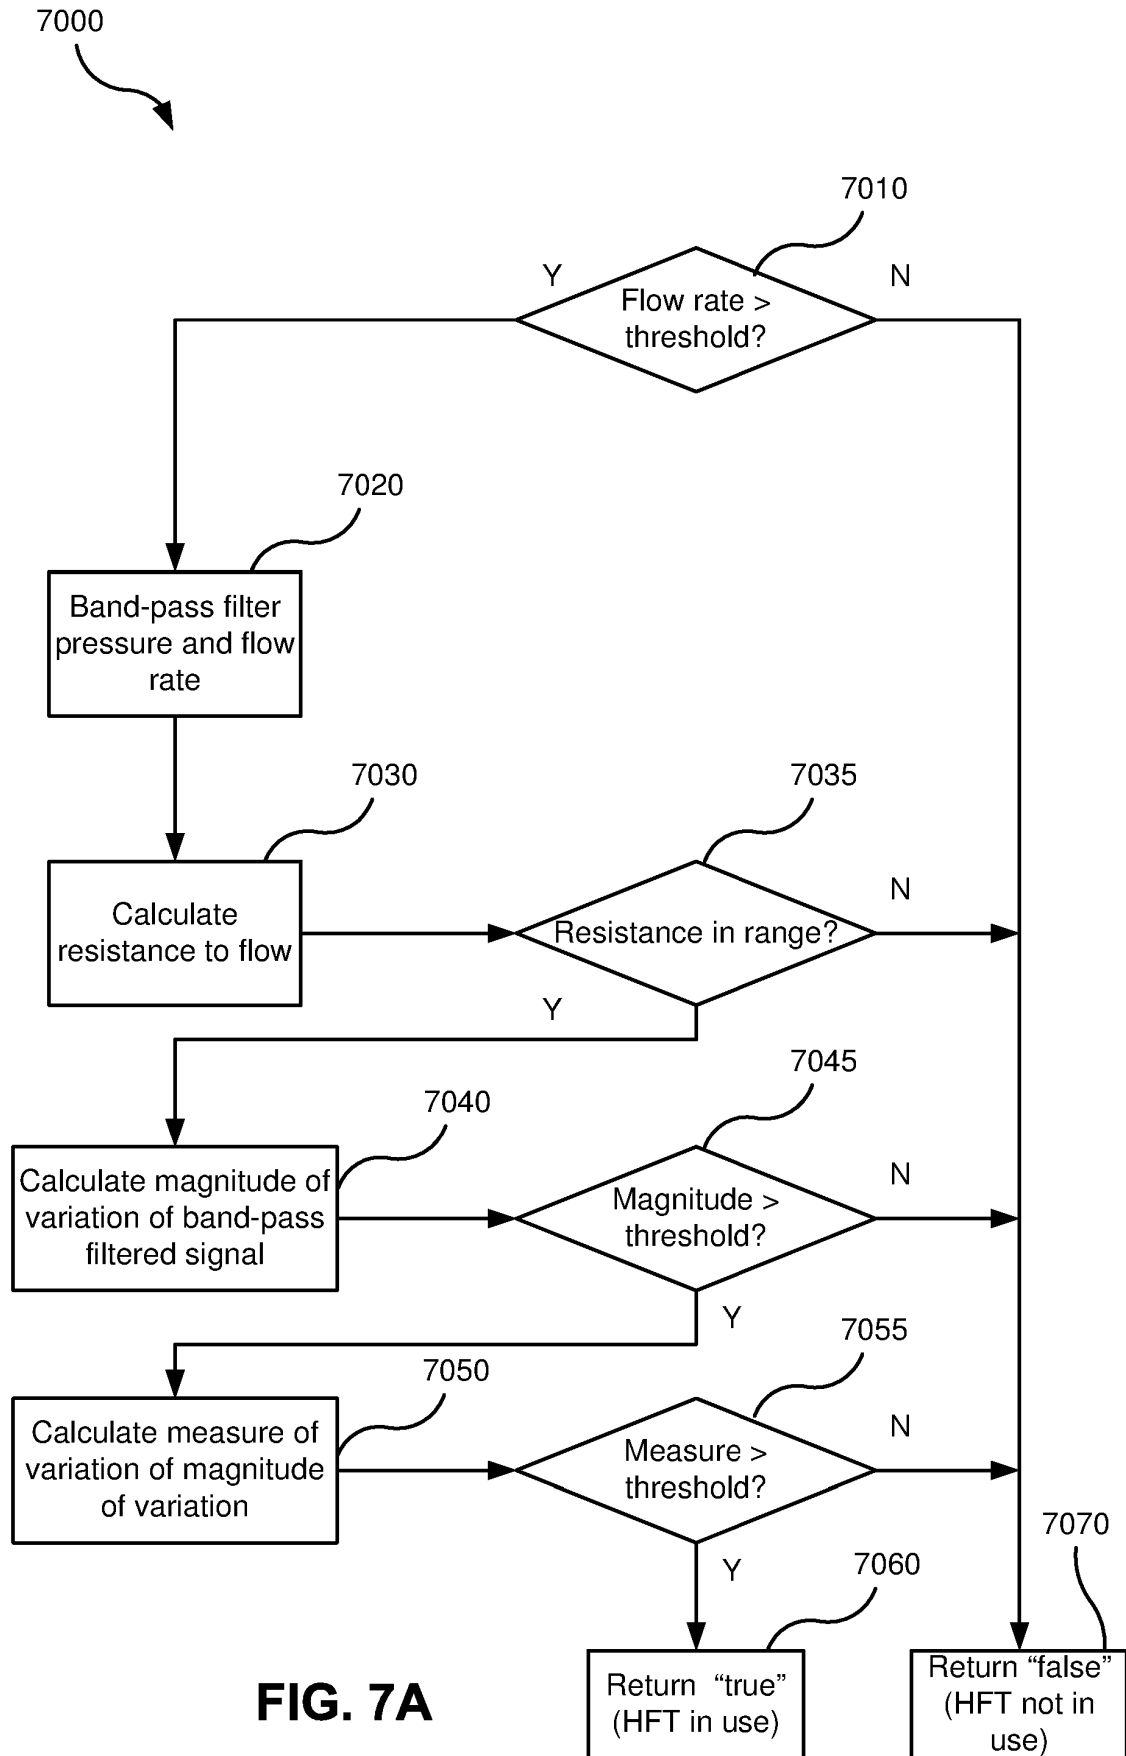 7000
7010
Y
N
Flow rate >
threshold?
7020
Band-pass filter
pressure and flow
rate
7030
7035
Calculate
resistance to flow
Resistance in range?
N
Y
7040
7045
Calculate magnitude of
variation of band-pass
filtered signal
Magnitude >
threshold?
N
Y
7050
7055
Calculate measure of
variation of magnitude
of variation
Measure >
threshold?
N
Y
7060
7070
Return “true”
(HFT in use)
Return “false”
(HFT not in
use)
FIG. 7A